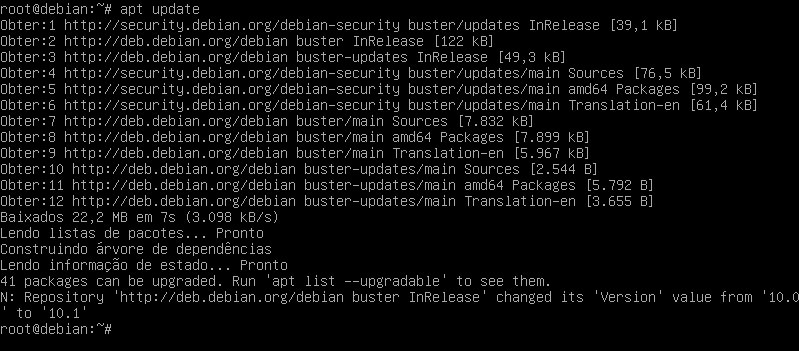 root@debian:~# apt update
Obter:1 http://security.debian.org/debian-security buster/updates InRelease [39,1 kB]
Obter:2 http://deb.debian.org/debian buster InRelease [122 kB]
Obter:3 http://deb.debian.org/debian buster-updates InRelease [49,3 kB]
Obter:4 http://security.debian.org/debian-security buster/updates/main Sources [76,5 kB]
Obter:5 http://security.debian.org/debian-security buster/updates/main amd64 Packages [99,2 kB]
Obter:6 http://security.debian.org/debian-security buster/updates/main Translation-en [61,4 kB]
Obter:7 http://deb.debian.org/debian buster/main Sources [7.832 kB]
Obter:8 http://deb.debian.org/debian buster/main amd64 Packages [7.899 kB]
Obter:9 http://deb.debian.org/debian buster/main Translation-en [5.967 kB]
Obter:10 http://deb.debian.org/debian buster-updates/main Sources [2.544 B]
Obter:11 http://deb.debian.org/debian buster-updates/main amd64 Packages [5.792 B]
Obter:12 http://deb.debian.org/debian buster-updates/main Translation-en [3.655 B]
Baixados 22,2 MB em 7s (3.098 kB/s)
Lendo listas de pacotes... Pronto
Construindo árvore de dependências
Lendo informação de estado... Pronto
41 packages can be upgraded. Run 'apt list --upgradable' to see them.
N: Repository 'http://deb.debian.org/debian buster InRelease' changed its 'Version' value from '10.0
' to '10.1'
root@debian:~#